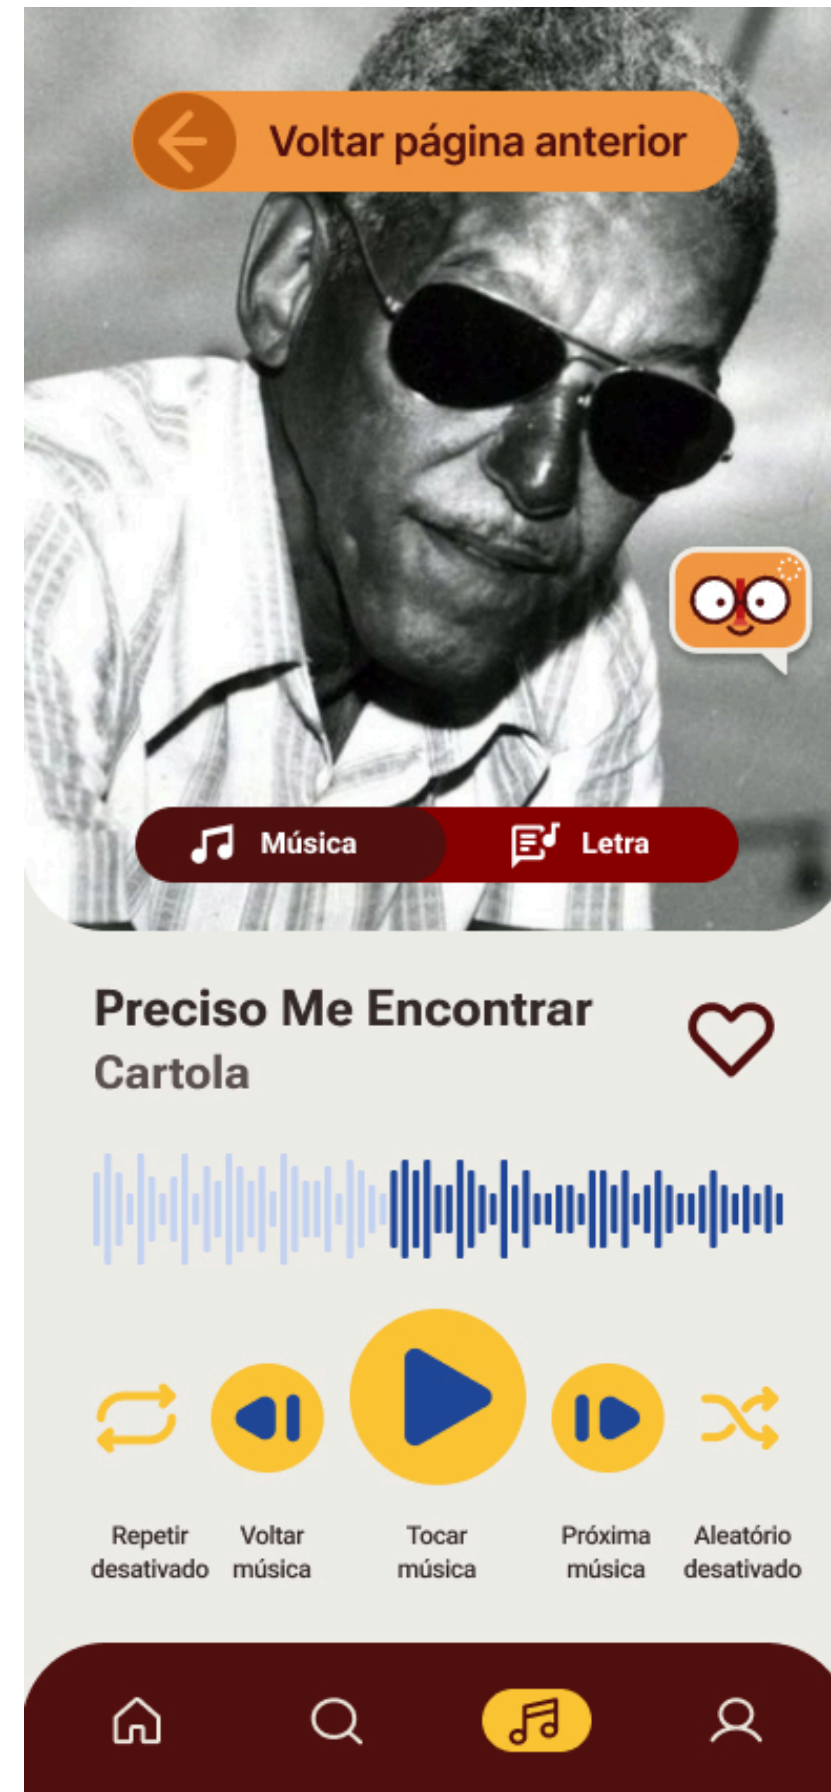 Voltar página anterior
Música
Letra
Preciso Me Encontrar
Cartola
Repetir
desativado
Voltar
música
Tocar
música
Próxima
música
Aleatório
desativado